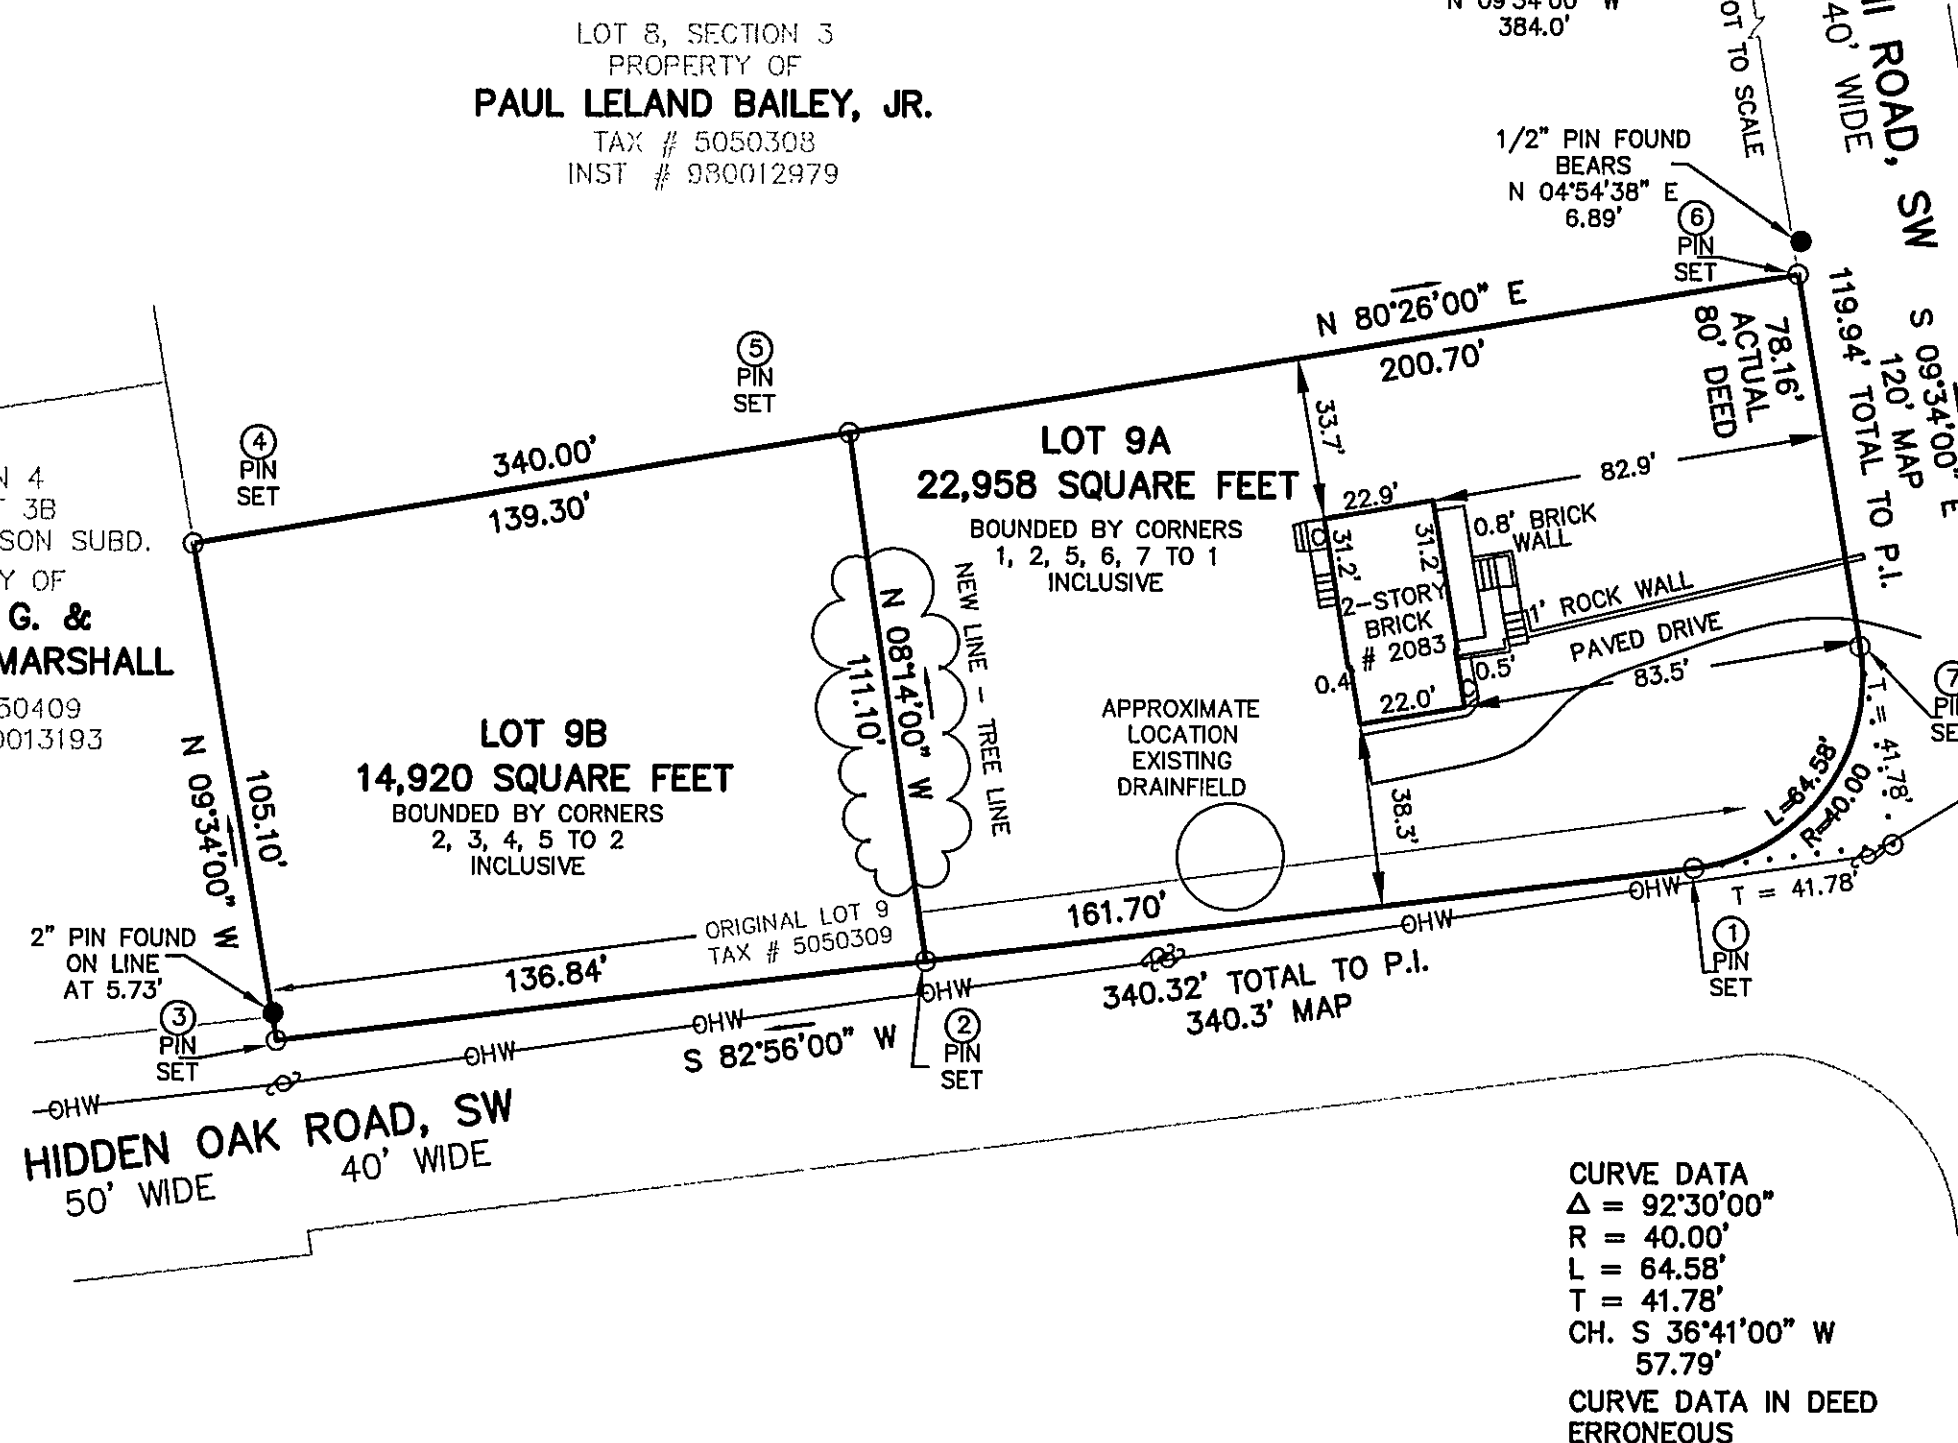 LOT 8, SECTION 3
PROPERTY OF
PAUL LELAND BAILEY, JR.
TAX # 5050308
INST # 980012979
N 09°34'00" W
384.0'
OT TO SCALE
ROAD, SW
40' WIDE
1/2" PIN FOUND
BEARS
N 04°54'38" E
6.89'
6
PIN
SET
S 09°34'00" E
120' MAP
119.94' TOTAL TO P.I.
78.16'
ACTUAL
80' DEED
N 80°26'00" E
200.70'
5
PIN
SET
4
PIN
SET
340.00'
139.30'
N 4
3B
SON SUBD.
Y OF
G. &
MARSHALL
50409
0013193
LOT 9A
22,958 SQUARE FEET
BOUNDED BY CORNERS
1, 2, 5, 6, 7 TO 1
INCLUSIVE
33.7'
22.9'
82.9'
31.2'
31.2'
0.8' BRICK
WALL
2-STORY
BRICK
# 2083
1' ROCK WALL
PAVED DRIVE
0.4'
0.5'
22.0'
83.5'
38.3'
7
PIN
SET
T = 41.78'
L=64.58'
R=40.00
T = 41.78'
NEW LINE - TREE LINE
N 08°14'00" W
111.10'
APPROXIMATE
LOCATION
EXISTING
DRAINFIELD
LOT 9B
14,920 SQUARE FEET
BOUNDED BY CORNERS
2, 3, 4, 5 TO 2
INCLUSIVE
N 09°34'00" W
105.10'
2" PIN FOUND
ON LINE
AT 5.73'
3
PIN
SET
ORIGINAL LOT 9
TAX # 5050309
136.84'
161.70'
340.32' TOTAL TO P.I.
340.3' MAP
S 82°56'00" W
2
PIN
SET
1
PIN
SET
OHW
OHW
OHW
OHW
OHW
OHW
HIDDEN OAK ROAD, SW
50' WIDE
40' WIDE
CURVE DATA
Δ = 92°30'00"
R = 40.00'
L = 64.58'
T = 41.78'
CH. S 36°41'00" W
57.79'
CURVE DATA IN DEED
ERRONEOUS